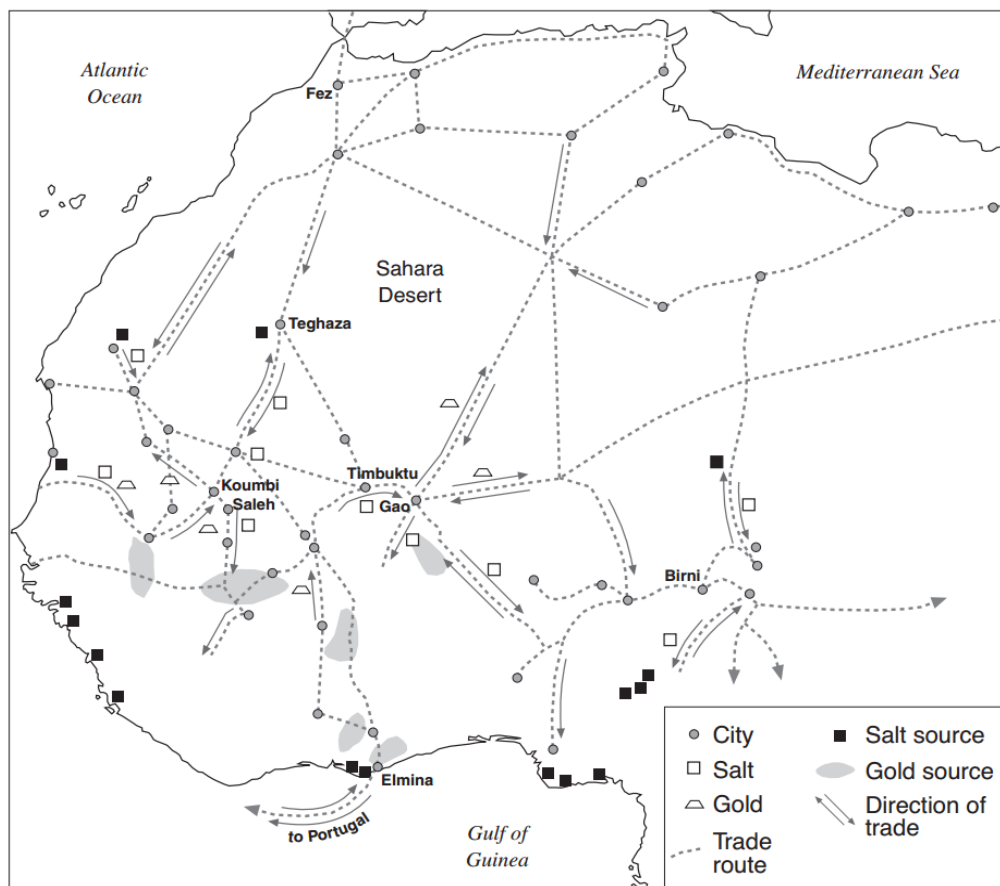 Atlantic
Ocean
Mediterranean Sea
Fez
Sahara
Desert
Teghaza
Timbuktu
Koumbi
Saleh
Gao
Birni
Elmina
to Portugal
Gulf of
Guinea
City
Salt
Gold
Trade
route
Salt source
Gold source
Direction of
trade